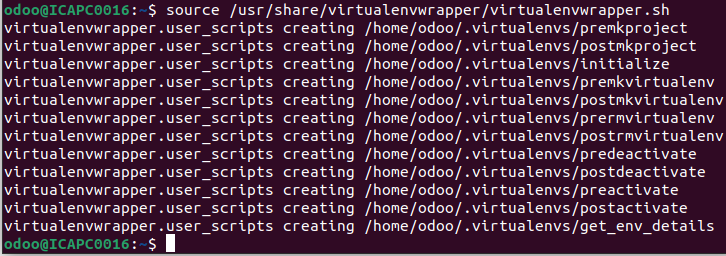 odoo@ICAPC0016:~$ source /usr/share/virtualenvwrapper/virtualenvwrapper.sh
virtualenvwrapper.user_scripts creating /home/odoo/.virtualenvs/premkproject
virtualenvwrapper.user_scripts creating /home/odoo/.virtualenvs/postmkproject
virtualenvwrapper.user_scripts creating /home/odoo/.virtualenvs/initialize
virtualenvwrapper.user_scripts creating /home/odoo/.virtualenvs/premkvirtualenv
virtualenvwrapper.user_scripts creating /home/odoo/.virtualenvs/postmkvirtualenv
virtualenvwrapper.user_scripts creating /home/odoo/.virtualenvs/prermvirtualenv
virtualenvwrapper.user_scripts creating /home/odoo/.virtualenvs/postrmvirtualenv
virtualenvwrapper.user_scripts creating /home/odoo/.virtualenvs/predeactivate
virtualenvwrapper.user_scripts creating /home/odoo/.virtualenvs/postdeactivate
virtualenvwrapper.user_scripts creating /home/odoo/.virtualenvs/preactivate
virtualenvwrapper.user_scripts creating /home/odoo/.virtualenvs/postactivate
virtualenvwrapper.user_scripts creating /home/odoo/.virtualenvs/get_env_details
odoo@ICAPC0016:~$